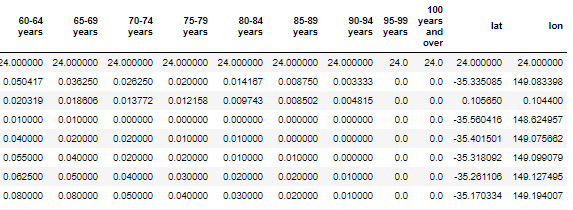 60-64 years 65-69 years 70-74 years 75-79 years 80-84 years 85-89 years 90-94 years 95-99 years 100 years and over lat lon
24.000000 24.000000 24.000000 24.000000 24.000000 24.000000 24.000000 24.0 24.0 24.000000 24.000000
0.050417 0.036250 0.026250 0.020000 0.014167 0.008750 0.003333 0.0 0.0 -35.335085 149.083398
0.020319 0.018606 0.013772 0.012158 0.009743 0.008502 0.004815 0.0 0.0 0.105650 0.104400
0.010000 0.010000 0.000000 0.000000 0.000000 0.000000 0.000000 0.0 0.0 -35.560416 148.624957
0.040000 0.020000 0.020000 0.010000 0.010000 0.000000 0.000000 0.0 0.0 -35.401501 149.075662
0.055000 0.040000 0.020000 0.020000 0.010000 0.010000 0.000000 0.0 0.0 -35.318092 149.099079
0.062500 0.050000 0.040000 0.030000 0.020000 0.020000 0.010000 0.0 0.0 -35.261106 149.127495
0.080000 0.080000 0.050000 0.040000 0.030000 0.020000 0.010000 0.0 0.0 -35.170334 149.194007